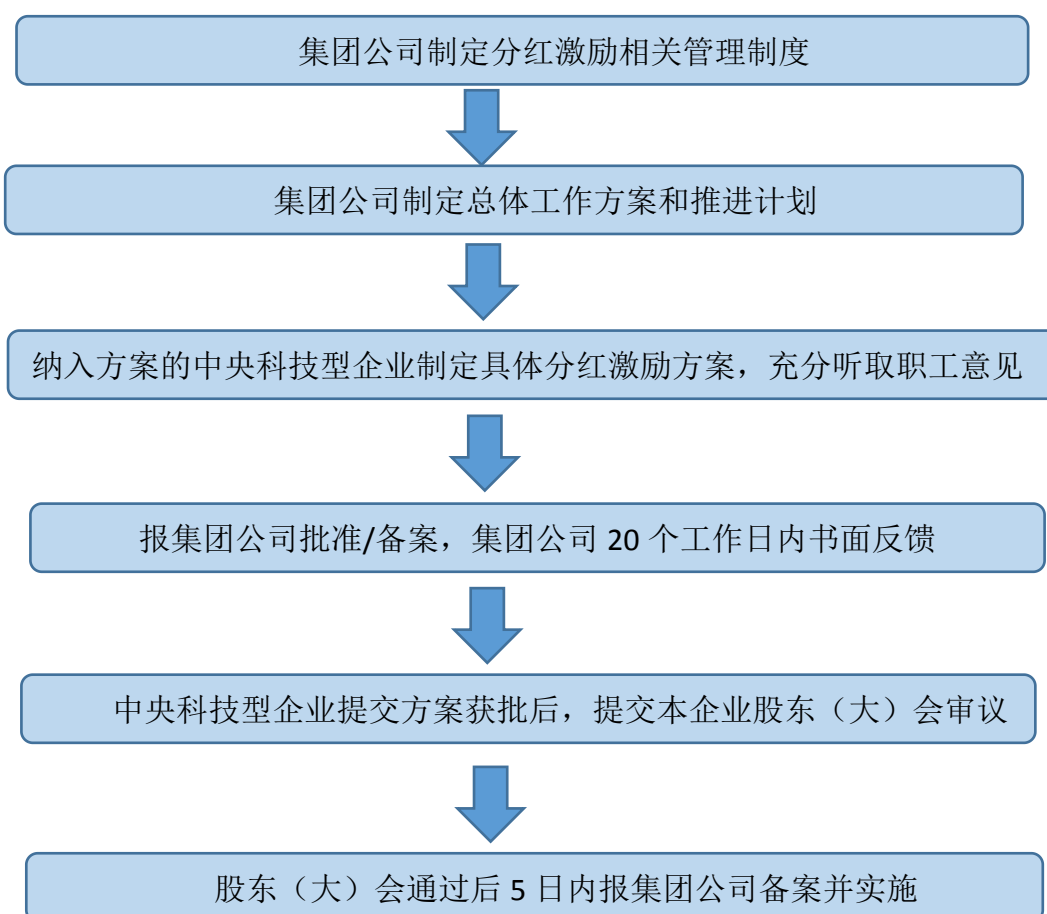 集团公司制定分红激励相关管理制度
集团公司制定总体工作方案和推进计划
纳入方案的中央科技型企业制定具体分红激励方案，充分听取职工意见
报集团公司批准/备案，集团公司 20 个工作日内书面反馈
中央科技型企业提交方案获批后，提交本企业股东（大）会审议
股东（大）会通过后 5 日内报集团公司备案并实施